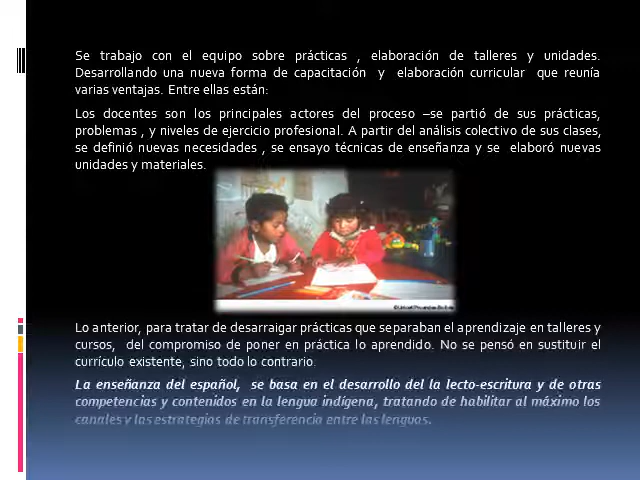 Se trabajo con el equipo sobre prácticas , elaboración de talleres y unidades.
Desarrollando una nueva forma de capacitación y elaboración curricular que reunía
varias ventajas. Entre ellas están:
Los docentes son los principales actores del proceso –se partió de sus prácticas,
problemas , y niveles de ejercicio profesional. A partir del análisis colectivo de sus clases,
se definió nuevas necesidades , se ensayo técnicas de enseñanza y se elaboró nuevas
unidades y materiales.
Lo anterior, para tratar de desarraigar prácticas que separaban el aprendizaje en talleres y
cursos, del compromiso de poner en práctica lo aprendido. No se pensó en sustituir el
currículo existente, sino todo lo contrario.
La enseñanza del español, se basa en el desarrollo del la lecto-escritura y de otras
competencias y contenidos en la lengua indígena, tratando de habilitar al máximo los
canales y las estrategias de transferencia entre las lenguas.